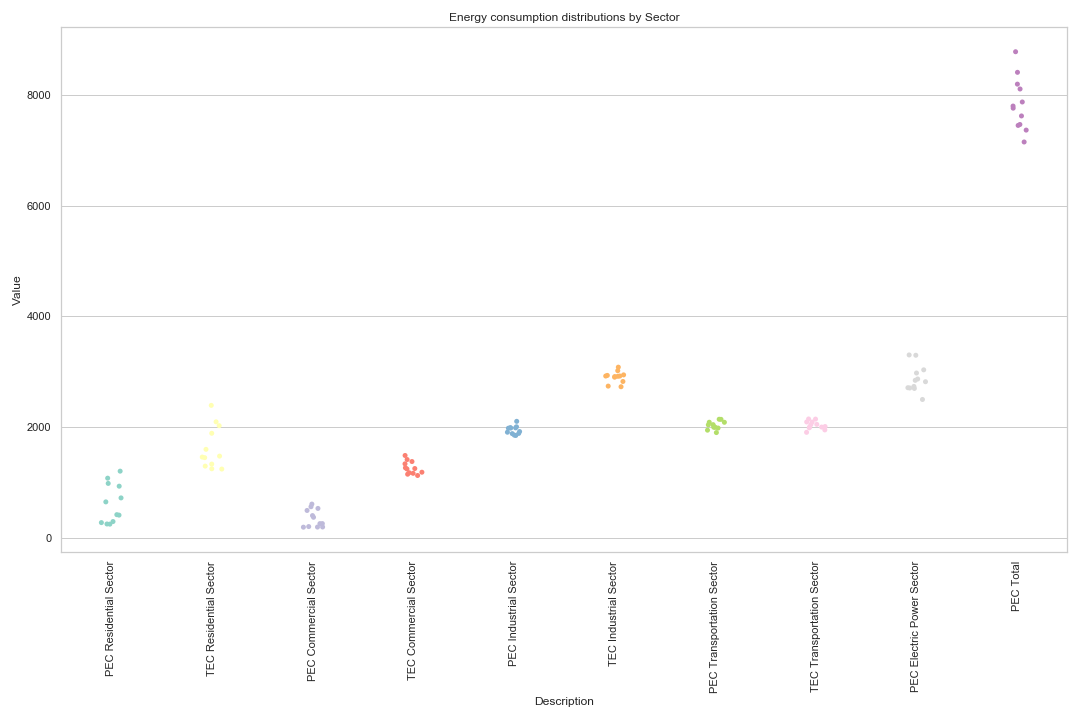 Energy consumption distributions by Sector
Value
8000
6000
4000
2000
0
PEC Residential Sector
TEC Residential Sector
PEC Commercial Sector
TEC Commercial Sector
PEC Industrial Sector
TEC Industrial Sector
PEC Transportation Sector
TEC Transportation Sector
PEC Electric Power Sector
PEC Total
Description